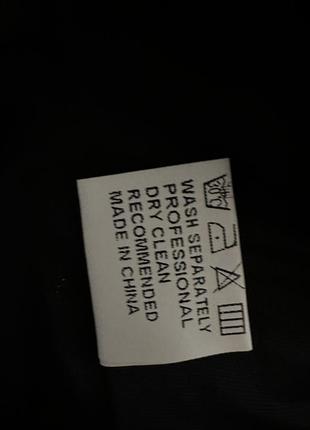 WASH SEPARATELY
PROFESSIONAL
DRY CLEAN
RECOMMENDED
MADE IN CHINA